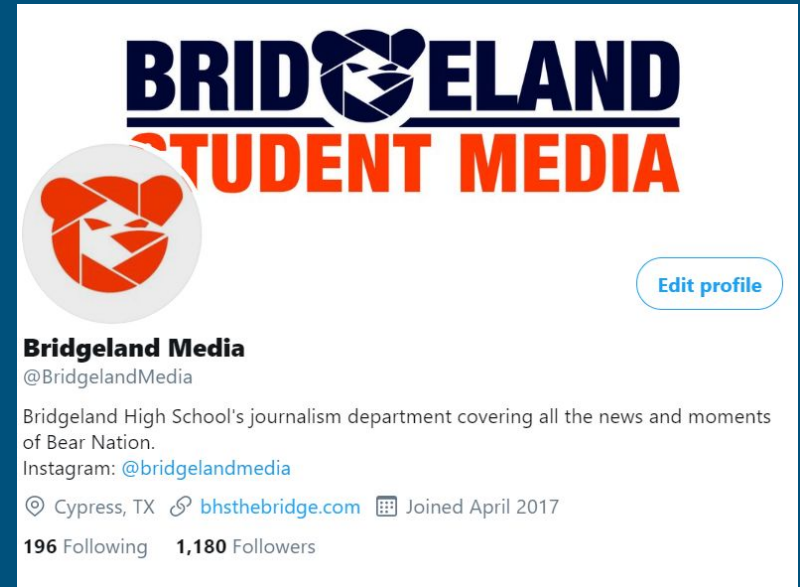 BRIDGELAND
STUDENT MEDIA
Edit profile
Bridgeland Media
@BridgelandMedia
Bridgeland High School's journalism department covering all the news and moments
of Bear Nation.
Instagram: @bridgelandmedia
Cypress, TX bhsthebridge.com Joined April 2017
196 Following 1,180 Followers